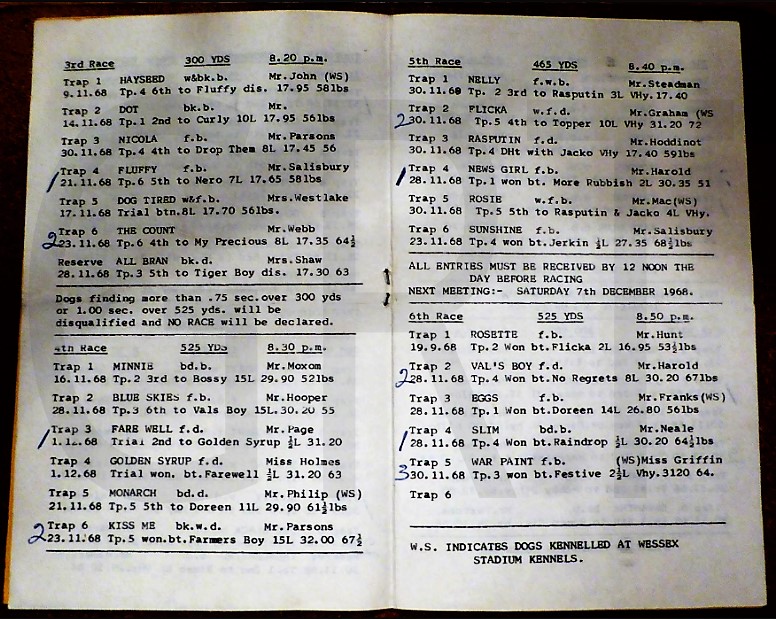 3rd Race 300 YDS 8.20 p.m.
Trap 1 HAYSEED w&bk.b. Mr.John (WS)
9.11.68 Tp.4 6th to Fluffy dis. 17.95 58lbs
Trap 2 DOT bk.b. Mr.
14.11.68 Tp.1 2nd to Curly 10L 17.95 56lbs
Trap 3 NICOLA f.b. Mr.Parsons
30.11.68 Tp.4 4th to Drop Them 8L 17.45 56
Trap 4 FLUFFY f.b. Mr.Salisbury
1 21.11.68 Tp.6 5th to Nero 7L 17.65 58lbs
Trap 5 DOG TIRED w&f.b. Mrs.Westlake
17.11.68 Trial btn.8L 17.70 56lbs.
Trap 6 THE COUNT Mr.Webb
2 23.11.68 Tp.6 4th to My Precious 8L 17.35 64½
Reserve ALL BRAN bk.d. Mrs.Shaw
28.11.68 Tp.3 5th to Tiger Boy dis. 17.30 63
Dogs finding more than .75 sec.over 300 yds
or 1.00 sec. over 525 yds. will be
disqualified and NO RACE will be declared.
4th Race 525 YDS 8.30 p.m.
Trap 1 MINNIE bd.b. Mr.Moxom
16.11.68 Tp.2 3rd to Bossy 15L 29.90 52lbs
Trap 2 BLUE SKIES f.b. Mr.Hooper
28.11.68 Tp.3 6th to Vals Boy 15L.30.20 55
Trap 3 FARE WELL f.d. Mr.Page
1 1.12.68 Trial 2nd to Golden Syrup ½L 31.20
Trap 4 GOLDEN SYRUP f.d. Miss Holmes
1.12.68 Trial won. bt.Farewell ½L 31.20 63
Trap 5 MONARCH bd.d. Mr.Philip (WS)
21.11.68 Tp.5 5th to Doreen 11L 29.90 61½lbs
Trap 6 KISS ME bk.w.d. Mr.Parsons
2 23.11.68 Tp.5 won.bt.Farmers Boy 15L 32.00 67½
5th Race 465 YDS 8.40 p.m.
Trap 1 NELLY f.w.b. Mr.Steadman
30.11.68 Tp. 2 3rd to Rasputin 3L VHy.17.40
Trap 2 FLICKA w.f.d. Mr.Graham (WS
2 30.11.68 Tp.5 4th to Topper 10L VHy 31.20 72
Trap 3 RASPUTIN f.d. Mr.Hoddinot
30.11.68 Tp.4 DHt with Jacko VHy 17.40 59lbs
Trap 4 NEWS GIRL f.b. Mr.Harold
1 28.11.68 Tp.1 won bt. More Rubbish 2L 30.35 51
Trap 5 ROSIE w.f.b. Mr.Mac(WS)
30.11.68 Tp.5 5th to Rasputin & Jacko 4L VHy.
Trap 6 SUNSHINE f.b. Mr.Salisbury
23.11.68 Tp.4 won bt.Jerkin ½L 27.35 68½lbs
ALL ENTRIES MUST BE RECEIVED BY 12 NOON THE
DAY BEFORE RACING
NEXT MEETING:- SATURDAY 7th DECEMBER 1968.
6th Race 525 YDS 8.50 p.m.
Trap 1 ROSETTE f.b. Mr.Hunt
19.9.68 Tp.2 Won bt.Flicka 2L 16.95 53½lbs
Trap 2 VAL'S BOY f.d. Mr.Harold
2 28.11.68 Tp.4 Won bt.No Regrets 8L 30.20 67lbs
Trap 3 EGGS f.b. Mr.Franks(WS)
28.11.68 Tp.1 Won bt.Doreen 14L 26.80 56lbs
Trap 4 SLIM bd.b. Mr.Neale
1 28.11.68 Tp.4 Won bt.Raindrop ½L 30.20 64½lbs
Trap 5 WAR PAINT f.b. (WS)Miss Griffin
3 30.11.68 Tp.3 won bt.Festive 2½L Vhy.3120 64.
Trap 6
W.S. INDICATES DOGS KENNELLED AT WESSEX
STADIUM KENNELS.